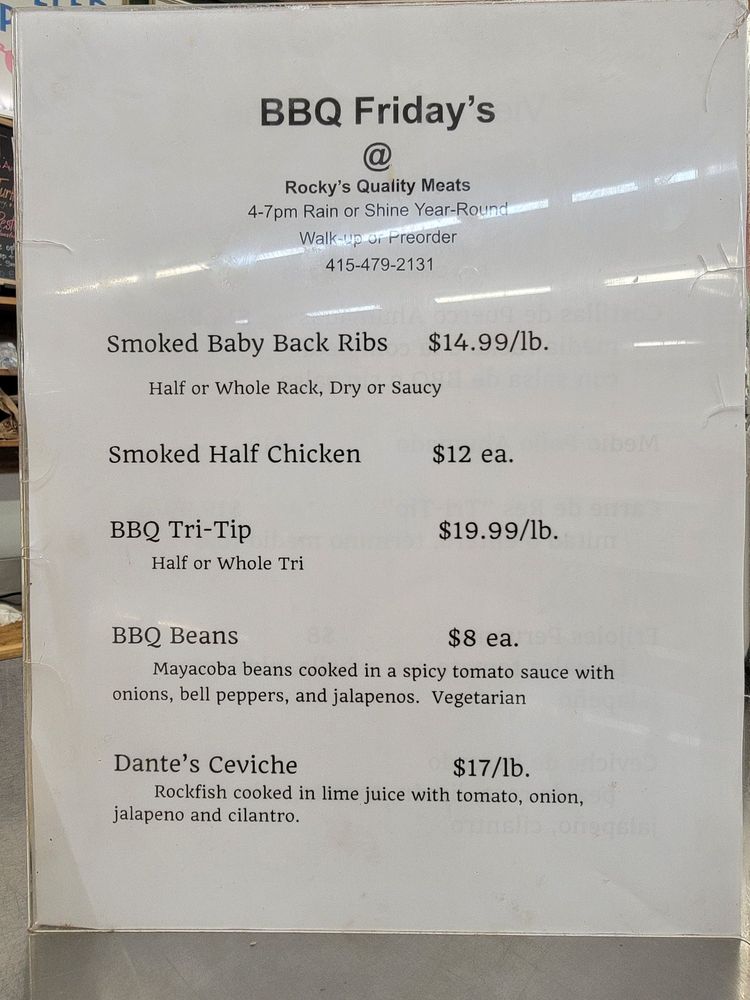 BBQ Friday's
@
Rocky's Quality Meats
4-7pm Rain or Shine Year-Round
Walk-up or Preorder
415-479-2131
Smoked Baby Back Ribs $14.99/lb.
Half or Whole Rack, Dry or Saucy
Smoked Half Chicken $12 ea.
BBQ Tri-Tip $19.99/lb.
Half or Whole Tri
BBQ Beans $8 ea.
Mayacoba beans cooked in a spicy tomato sauce with
onions, bell peppers, and jalapenos. Vegetarian
Dante's Ceviche $17/lb.
Rockfish cooked in lime juice with tomato, onion,
jalapeno and cilantro.